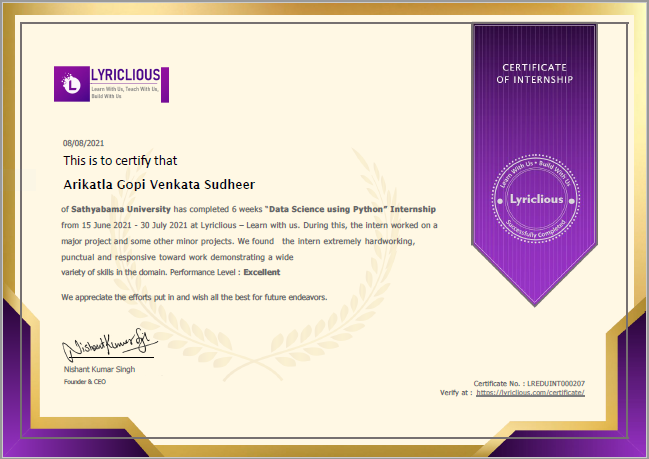 LYRICLIOUS
Learn With Us, Teach With Us,
Build With Us
CERTIFICATE
OF INTERNSHIP
08/08/2021
This is to certify that
Arikatla Gopi Venkata Sudheer
of Sathyabama University has completed 6 weeks "Data Science using Python" Internship
from 15 June 2021 - 30 July 2021 at Lyriclious – Learn with us. During this, the intern worked on a
major project and some other minor projects. We found the intern extremely hardworking,
punctual and responsive toward work demonstrating a wide
variety of skills in the domain. Performance Level : Excellent
We appreciate the efforts put in and wish all the best for future endeavors.
Learn With Us • Build With Us
Lyriclious
Successfully Completed
Nishant Kumar Sgh
Nishant Kumar Singh
Founder & CEO
Certificate No. : LREDUINT000207
Verify at : https://lyriclious.com/certificate/